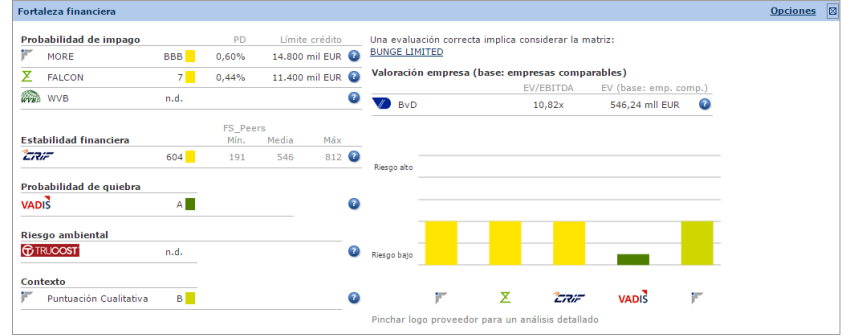 Fortaleza financiera
Opciones
Probabilidad de impago PD Límite crédito
MORE BBB 0,60% 14.800 mil EUR ?
FALCON 7 0,44% 11.400 mil EUR ?
WVB WVB n.d. ?
FS_Peers
Estabilidad financiera Mín. Media Máx
CRIF 604 191 546 812 ?
Probabilidad de quiebra
VADIS A ?
Riesgo ambiental
TRUCOST n.d. ?
Contexto
Puntuación Cualitativa B ?
Una evaluación correcta implica considerar la matriz:
BUNGE LIMITED
Valoración empresa (base: empresas comparables)
EV/EBITDA EV (base: emp. comp.)
BvD 10,82x 546,24 mll EUR ?
Riesgo alto
Riesgo bajo
CRIF VADIS
Pinchar logo proveedor para un análisis detallado